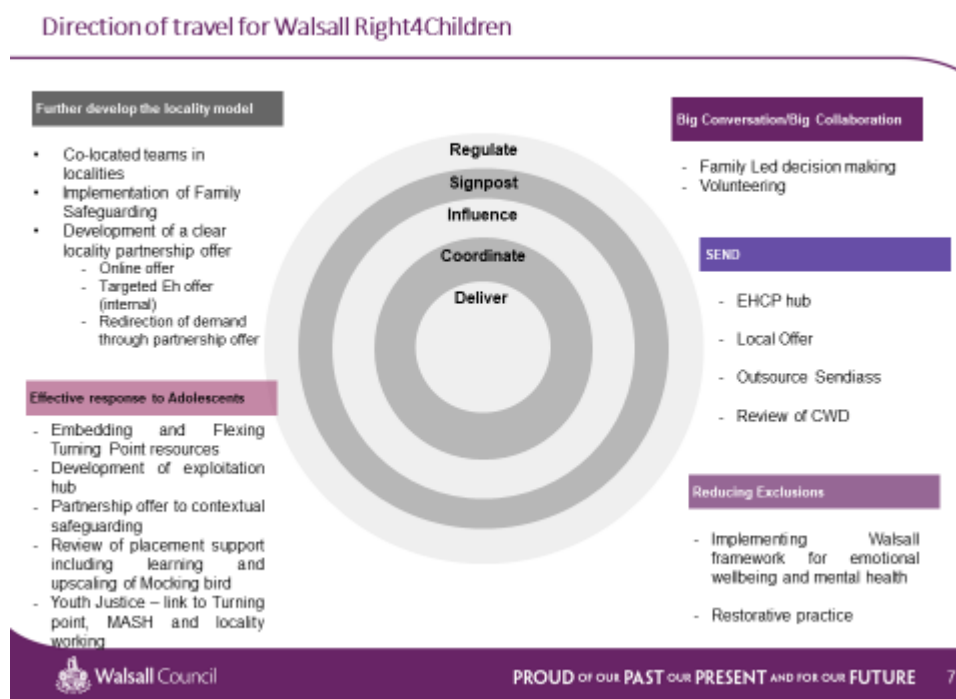 Direction of travel for Walsall Right4Children
Further develop the locality model
• Co-located teams in
localities
• Implementation of Family
Safeguarding
• Development of a clear
locality partnership offer
- Online offer
- Targeted Eh offer
(internal)
- Redirection of demand
through partnership offer
Effective response to Adolescents
- Embedding and Flexing
Turning Point resources
- Development of exploitation
hub
- Partnership offer to contextual
safeguarding
- Review of placement support
including learning and
upscaling of Mocking bird
- Youth Justice – link to Turning
point, MASH and locality
working
Regulate
Signpost
Influence
Coordinate
Deliver
Big Conversation/Big Collaboration
- Family Led decision making
- Volunteering
SEND
- EHCP hub
- Local Offer
- Outsource Sendiass
- Review of CWD
Reducing Exclusions
- Implementing Walsall
framework for emotional
wellbeing and mental health
- Restorative practice
Walsall Council
PROUD OF OUR PAST OUR PRESENT AND FOR OUR FUTURE
7